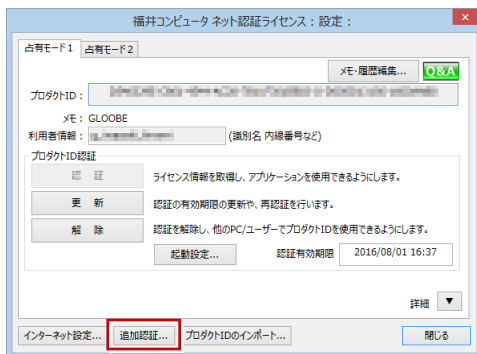 福井コンピュータ ネット認証ライセンス：設定：
占有モード1 占有モード2
メモ・履歴編集... Q&A
プロダクトID：
メモ： GLOOBE
利用者情報： (識別名 内線番号など)
プロダクトID認証
認 証 ライセンス情報を取得し、アプリケーションを使用できるようにします。
更 新 認証の有効期限の更新や、再認証を行います。
解 除 認証を解除し、他のPC/ユーザーでプロダクトIDを使用できるようにします。
起動設定... 認証有効期限 2016/08/01 16:37
詳細 ▼
インターネット設定... 追加認証... プロダクトIDのインポート... 閉じる